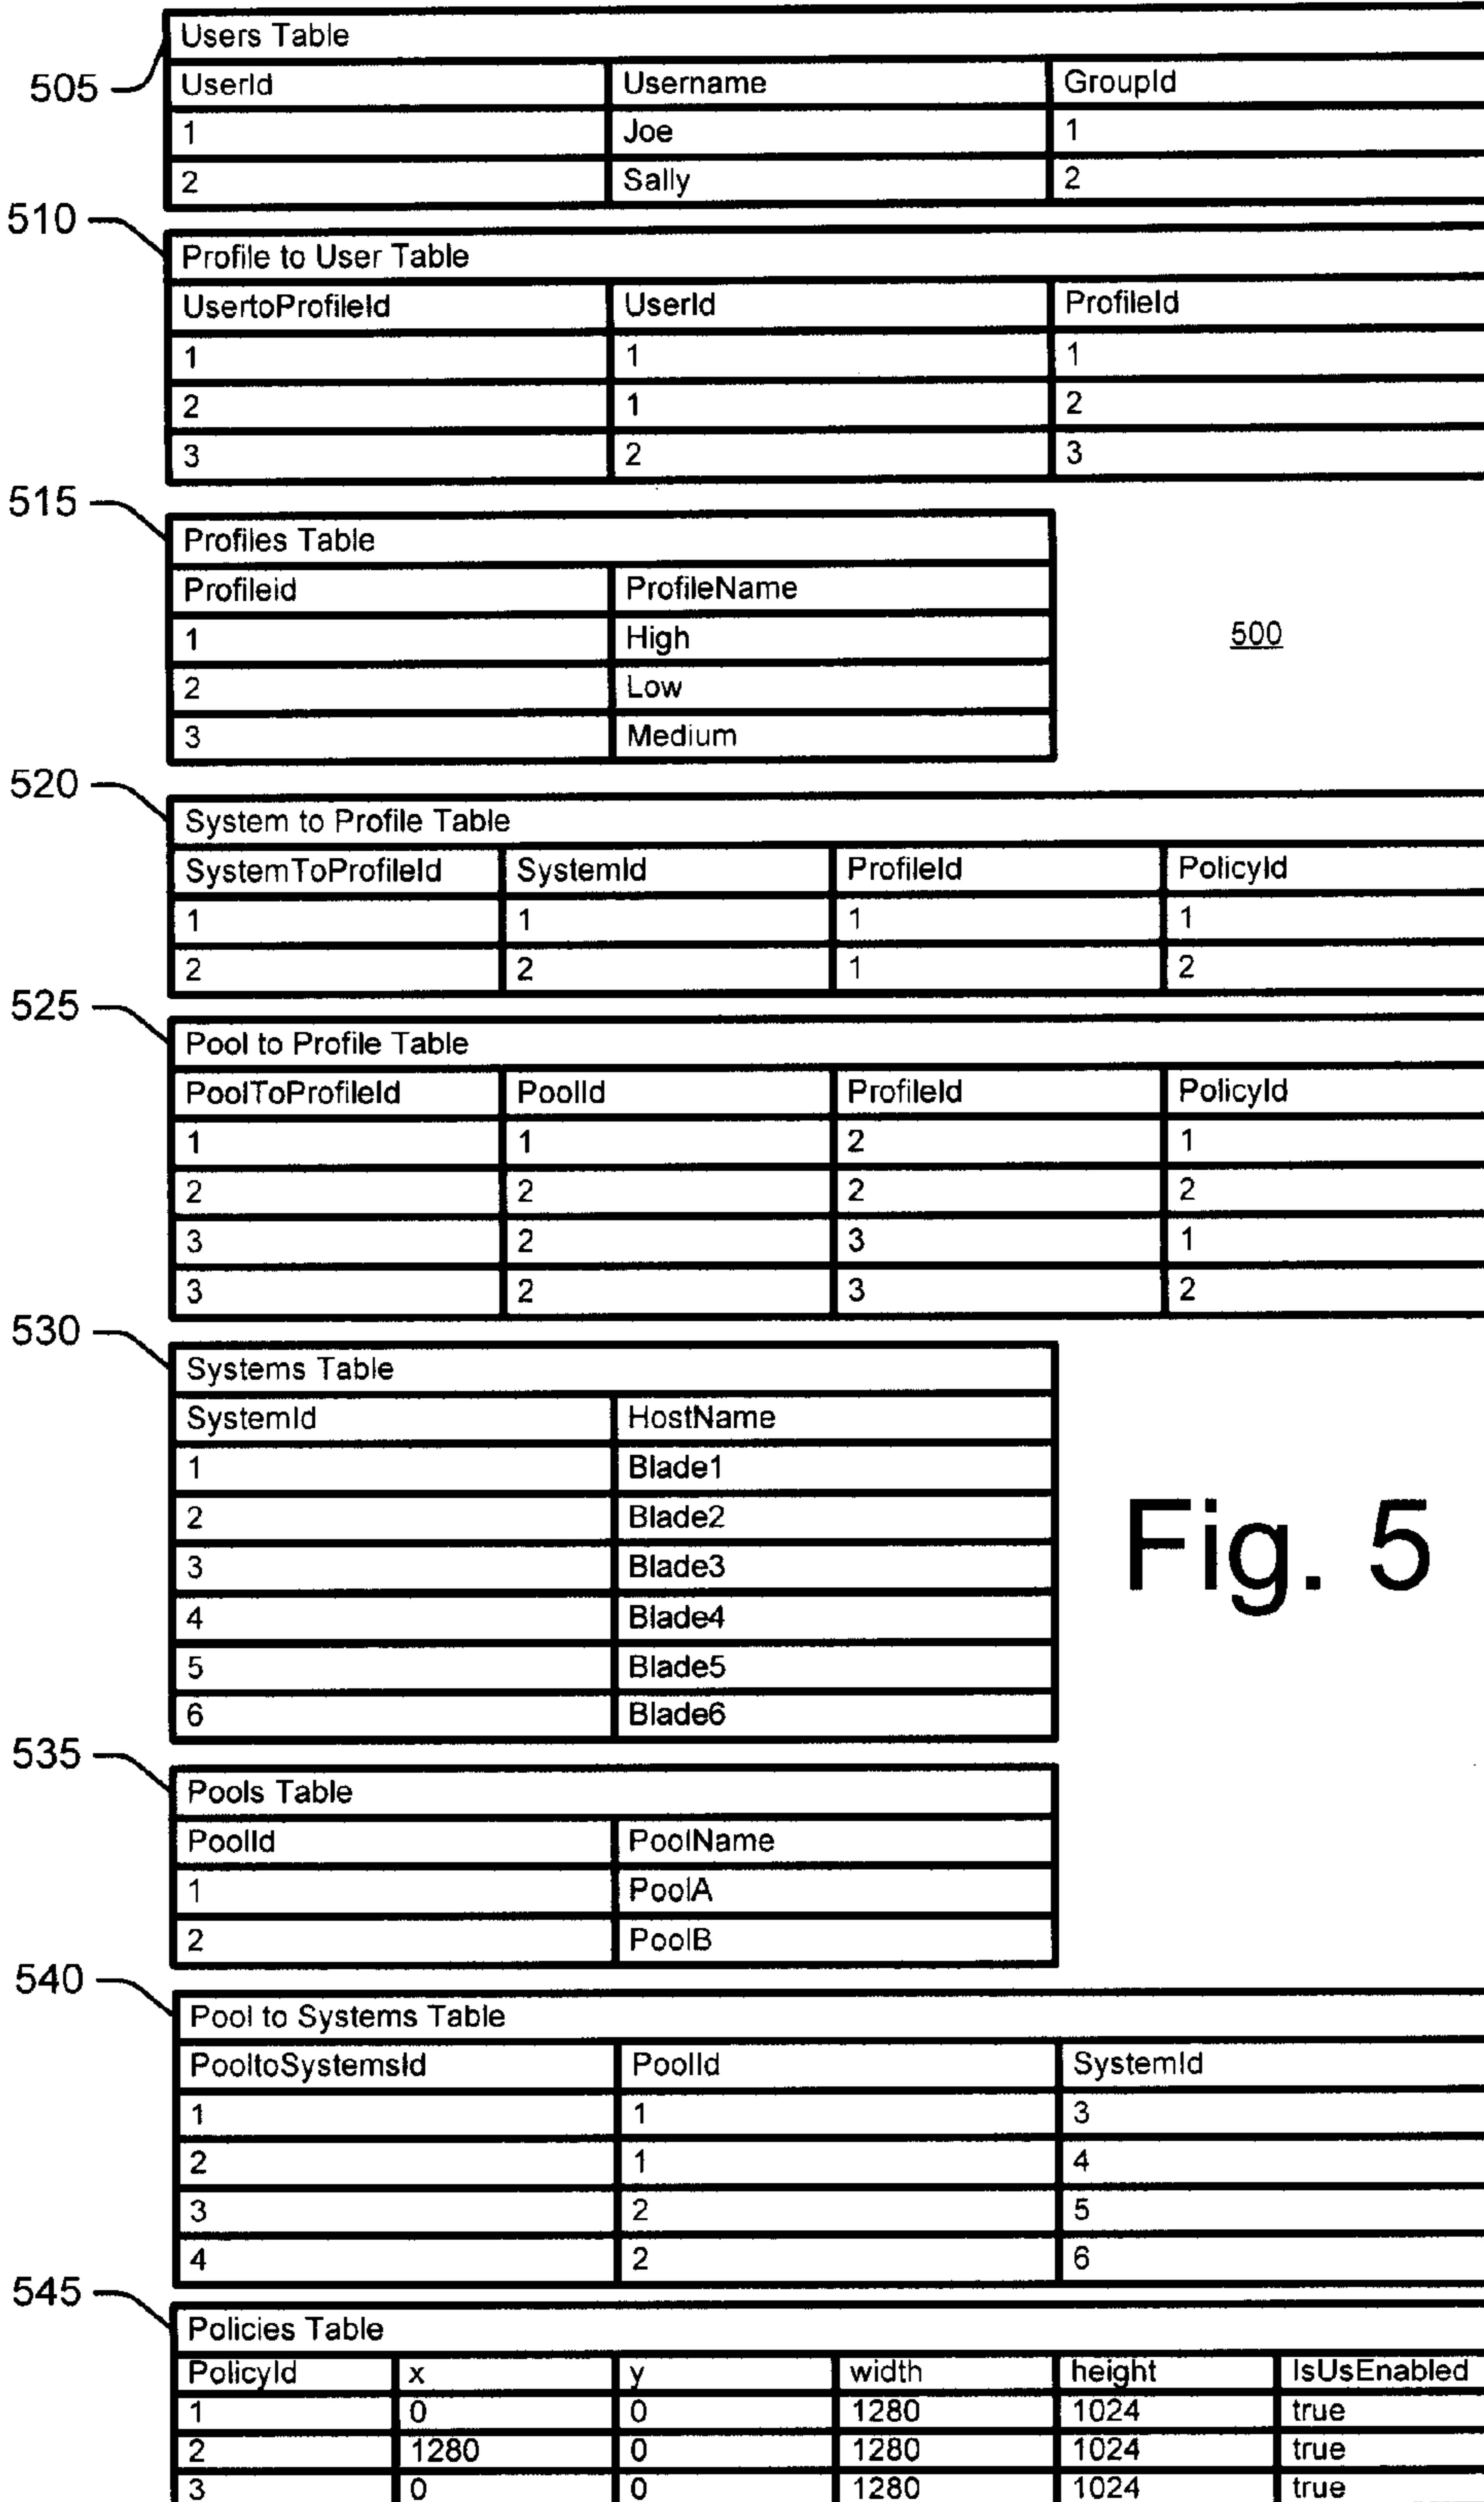 505
Users Table
UserId Username GroupId
1 Joe 1
2 Sally 2
510
Profile to User Table
UsertoProfileId UserId ProfileId
1 1 1
2 1 2
3 2 3
515
Profiles Table
Profileid ProfileName
1 High
2 Low
3 Medium
500
520
System to Profile Table
SystemToProfileId SystemId ProfileId PolicyId
1 1 1 1
2 2 1 2
525
Pool to Profile Table
PoolToProfileId PoolId ProfileId PolicyId
1 1 2 1
2 2 2 2
3 2 3 1
3 2 3 2
530
Systems Table
SystemId HostName
1 Blade1
2 Blade2
3 Blade3
4 Blade4
5 Blade5
6 Blade6
Fig. 5
535
Pools Table
PoolId PoolName
1 PoolA
2 PoolB
540
Pool to Systems Table
PooltoSystemsId PoolId SystemId
1 1 3
2 1 4
3 2 5
4 2 6
545
Policies Table
PolicyId x y width height IsUsEnabled
1 0 0 1280 1024 true
2 1280 0 1280 1024 true
3 0 0 1280 1024 true